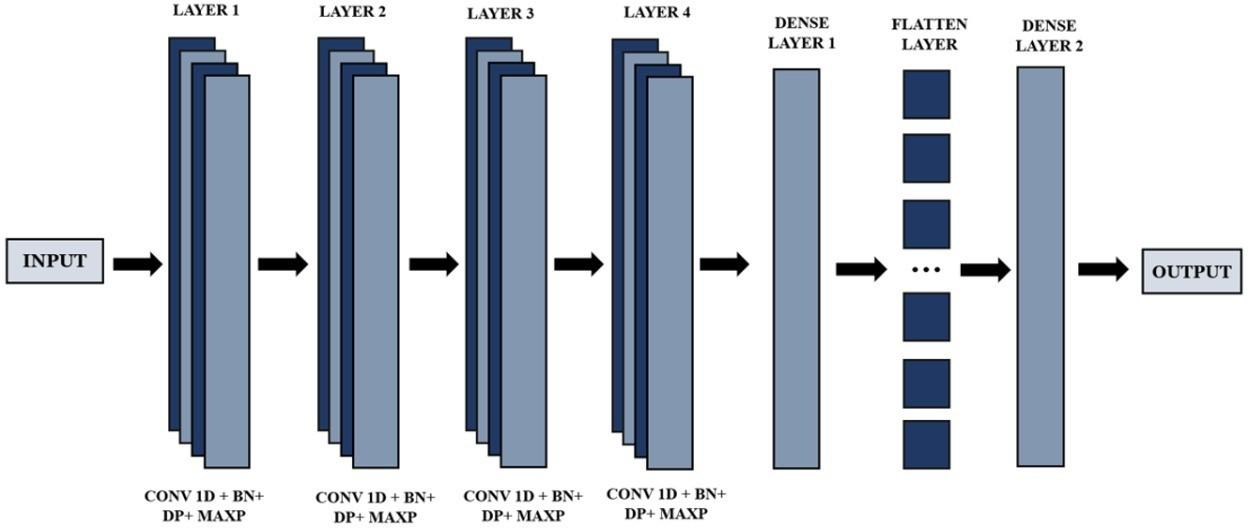 LAYER 1
LAYER 2
LAYER 3
LAYER 4
DENSE
LAYER 1
FLATTEN
LAYER
DENSE
LAYER 2
INPUT
...
OUTPUT
CONV 1D + BN+
DP+ MAXP
CONV 1D + BN+
DP+ MAXP
CONV 1D + BN+
DP+ MAXP
CONV 1D + BN+
DP+ MAXP